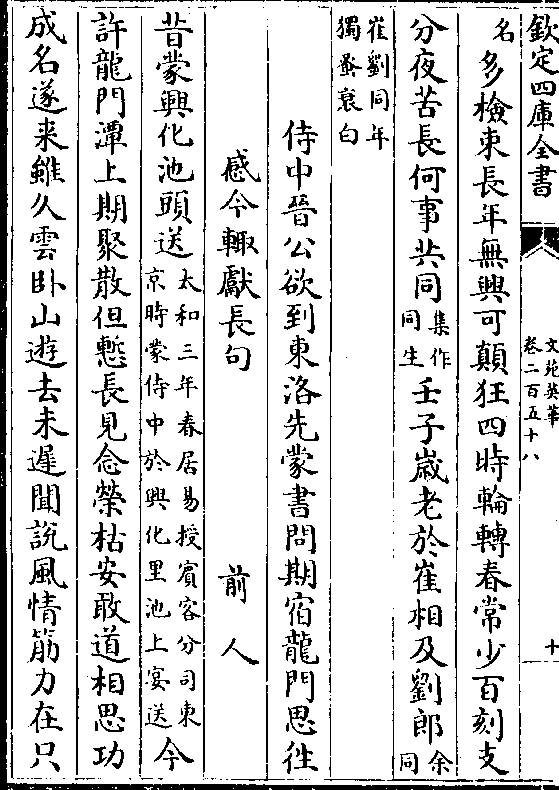 欽定四庫全書
文苑英華
卷二百五十八
十
名多檢束長年無興可顛狂四時輪轉春常少百刻支
分夜苦長何事共同集作同生壬子歲老於崔相及劉郎余同
崔劉同年
獨蚤衰白
侍中晉公欲到東洛先蒙書問期宿龍門思往
感今輙獻長句 前人
昔蒙興化池頭送太和三年春居易授賓客分司東京時蒙侍中於興化里池上宴送今
許龍門潭上期聚散但慙長見念榮枯安敢道相思功
成名遂来雖久雲卧山遊去未遲聞說風情筋力在只